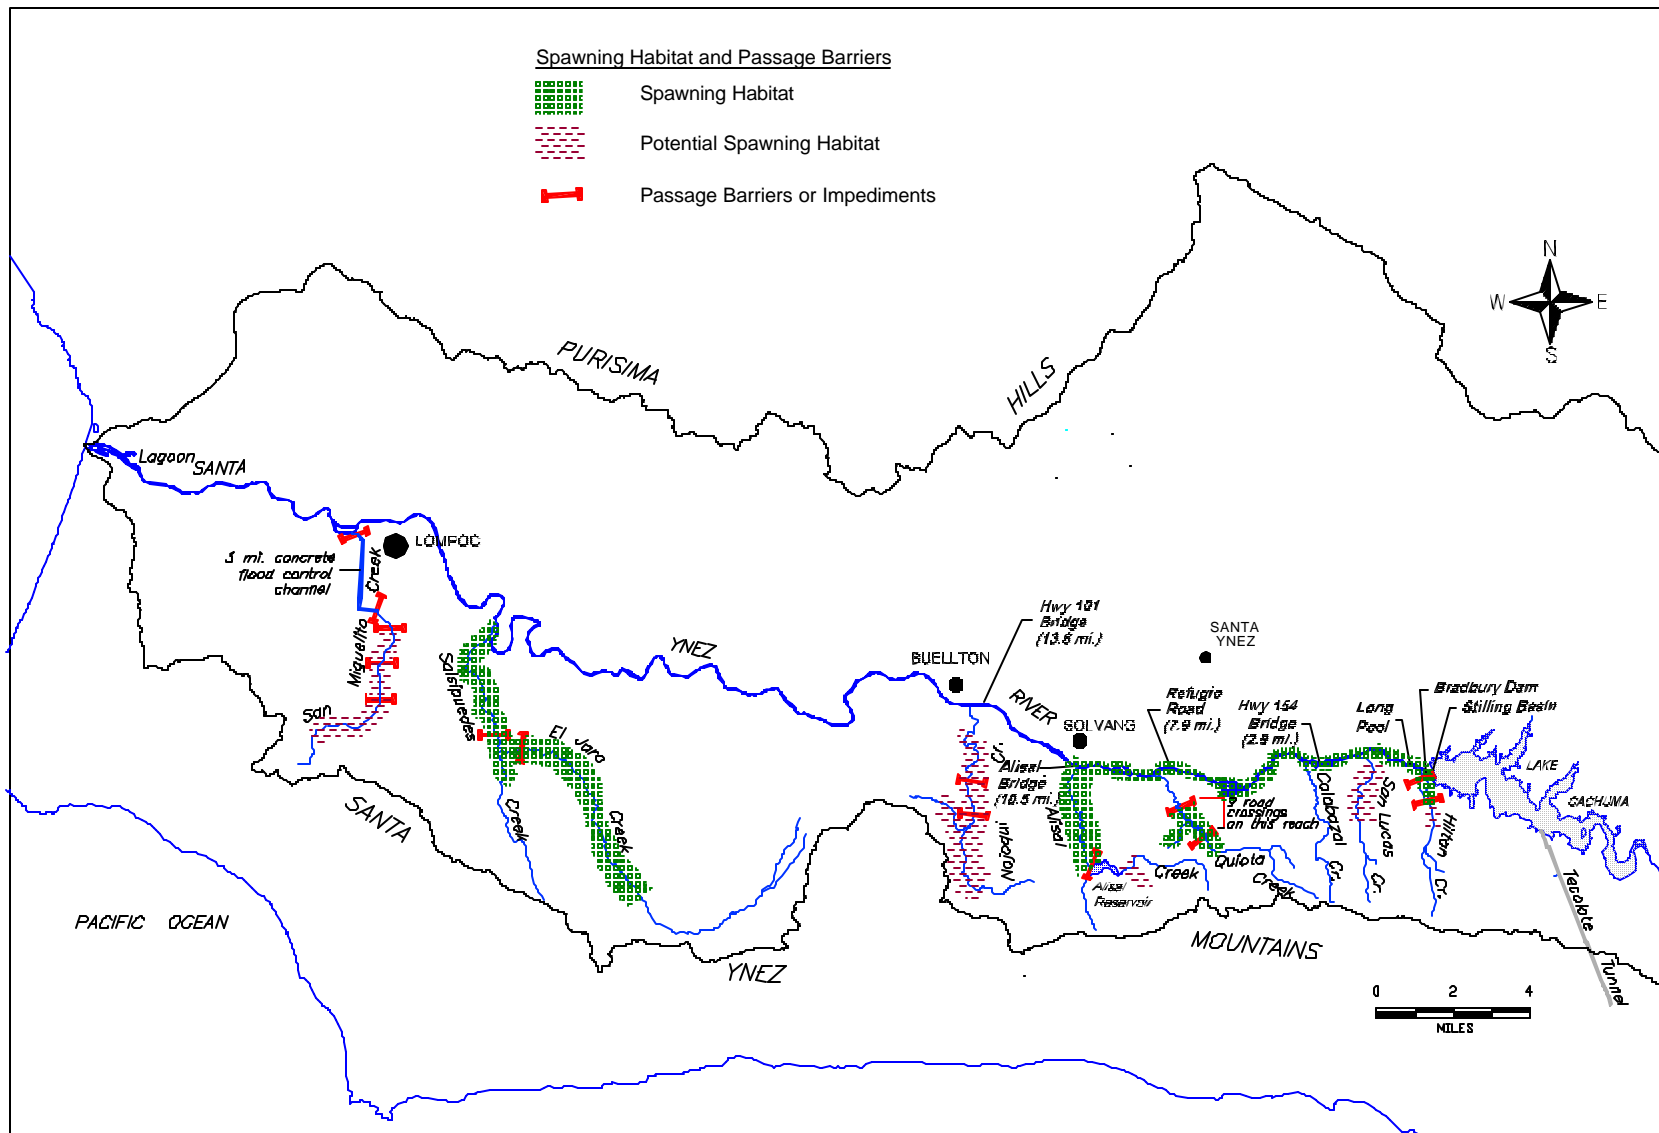 Spawning Habitat and Passage Barriers
Spawning Habitat
Potential Spawning Habitat
Passage Barriers or Impediments
N
W E
S
PURISIMA
HILLS
Lagoon
SANTA
LOMPOC
concrete
flood control
channel
Creek
Miguelito
San
Salsipuedes
Creek
El Jaro
Creek
YNEZ
RIVER
BUELLTON
Hwy 101
Bridge
(13.6 mi.)
SANTA
YNEZ
SOLVANG
Refugio
Road
(7.9 mi.)
Hwy 154
Bridge
(2.9 mi.)
Long
Pool
Bradbury Dam
Stilling Basin
LAKE
CACHUMA
Alisal
Bridge
(10.5 mi.)
Alisal
road
crossings
on this reach
Quiota
Creek
Creek
Alisal
Reservoir
Calabazal
Cr.
San Lucas
Cr.
Hilton
Cr.
Tecolote
Tunnel
SANTA
YNEZ
MOUNTAINS
PACIFIC OCEAN
0 2 4
MILES